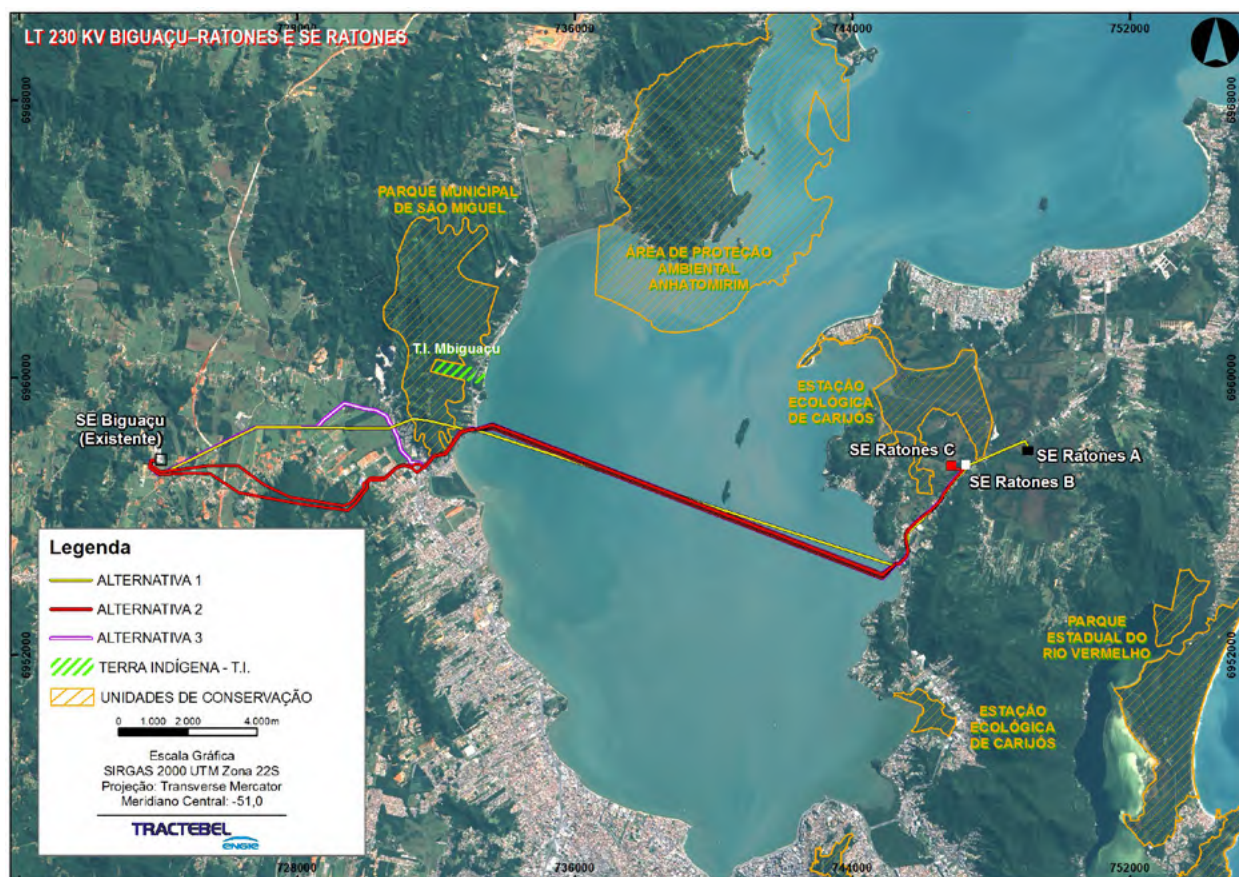 LT 230 KV BIGUAÇU–RATONES E SE RATONES
728000
736000
744000
752000
6968000
6968000
PARQUE MUNICIPAL
DE SÃO MIGUEL
ÁREA DE PROTEÇÃO
AMBIENTAL
ANHATOMIRIM
T.I. Mbiguaçu
6960000
6960000
ESTAÇÃO
ECOLÓGICA
DE CARIJÓS
SE Biguaçu
(Existente)
SE Ratones C
SE Ratones A
SE Ratones B
Legenda
ALTERNATIVA 1
ALTERNATIVA 2
ALTERNATIVA 3
TERRA INDÍGENA - T.I.
UNIDADES DE CONSERVAÇÃO
0 1.000 2.000 4.000m
Escala Gráfica
SIRGAS 2000 UTM Zona 22S
Projeção: Transverse Mercator
Meridiano Central: -51,0
TRACTEBEL
ENGIE
PARQUE
ESTADUAL DO
RIO VERMELHO
6952000
6952000
ESTAÇÃO
ECOLÓGICA
DE CARIJÓS
728000
736000
744000
752000